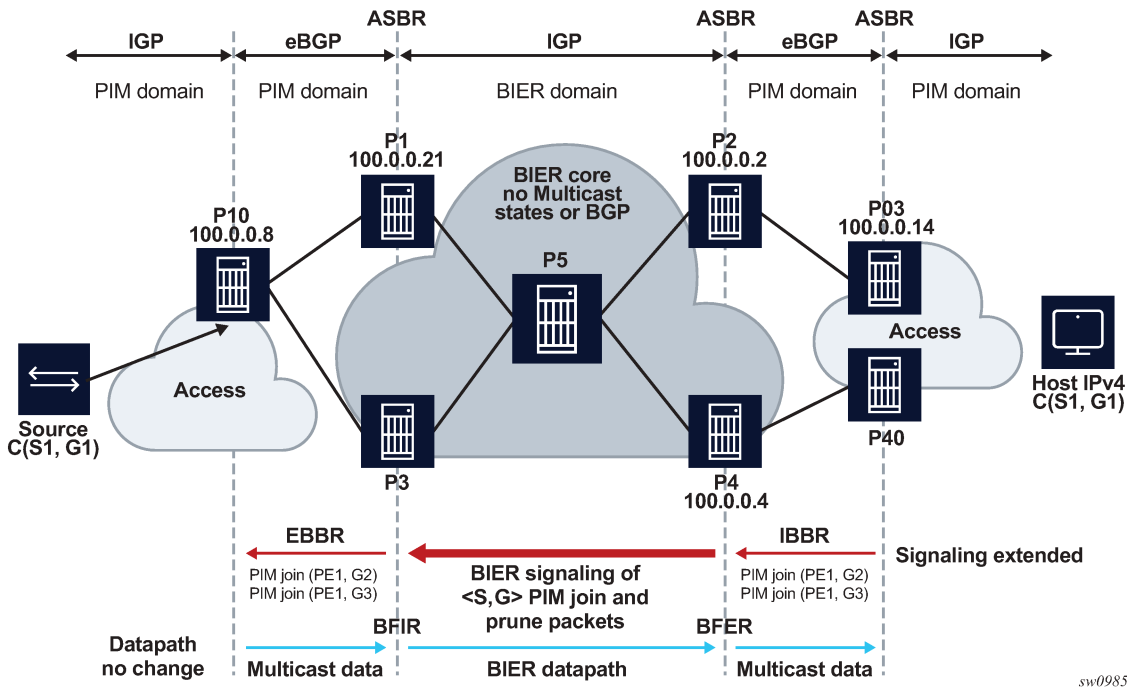 ASBR
ASBR
ASBR
IGP
eBGP
IGP
eBGP
IGP
PIM domain
PIM domain
BIER domain
PIM domain
PIM domain
P1
100.0.0.21
P2
100.0.0.2
BIER core
no Multicast
states or BGP
P10
100.0.0.8
P03
100.0.0.14
P5
Access
Access
Source
C(S1, G1)
Host IPv4
C(S1, G1)
P3
P4
100.0.0.4
P40
EBBR
IBBR
Signaling extended
PIM join (PE1, G2)
PIM join (PE1, G3)
BIER signaling of
<S,G> PIM join and
prune packets
PIM join (PE1, G2)
PIM join (PE1, G3)
BFIR
BFER
Datapath
no change
Multicast data
BIER datapath
Multicast data
sw0985